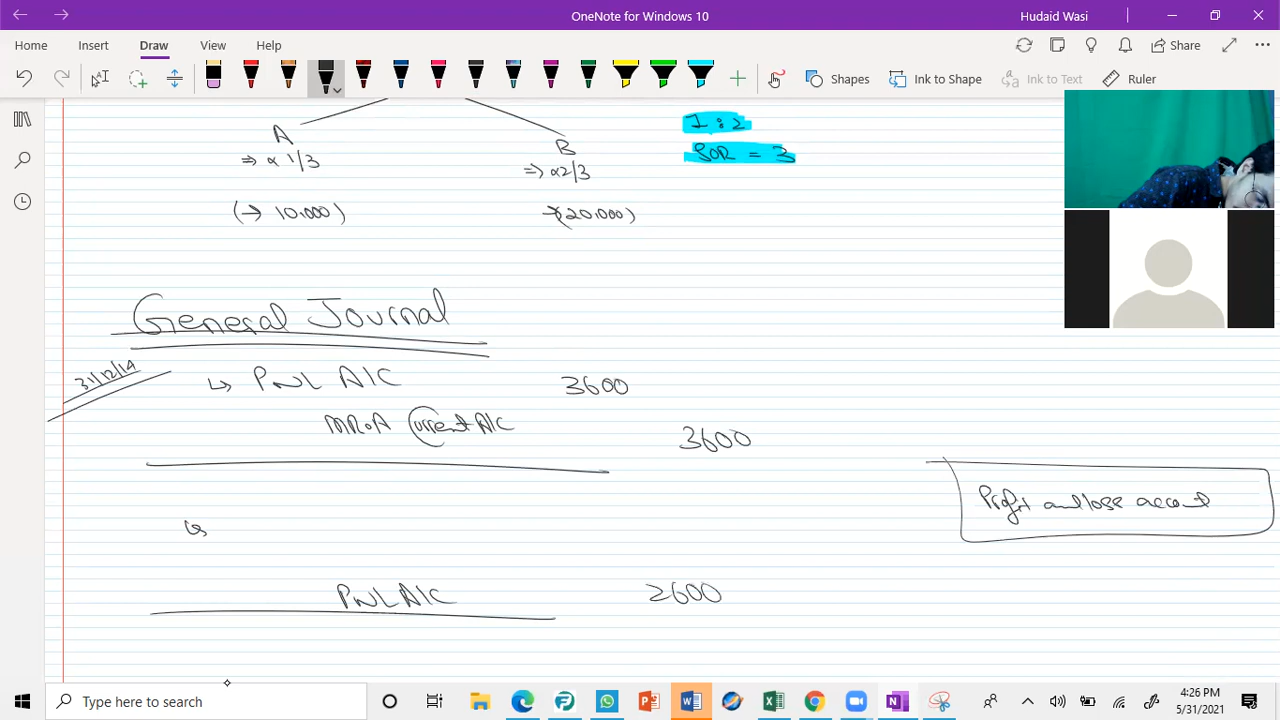 OneNote for Windows 10
Hudaid Wasi
Home Insert Draw View Help
Share
Shapes
Ink to Shape
Ink to Text
Ruler
A
⇒ α 1/3
(→ 10.000)
B
⇒ α2/3
→(20.000)
1 : 2
SOR = 3
General Journal
31/12/14
↳ PNL A/C 3600
MR.A Current A/C 3600
Profit and loss account
↳
PNL A/C 2600
Type here to search
4:26 PM
5/31/2021